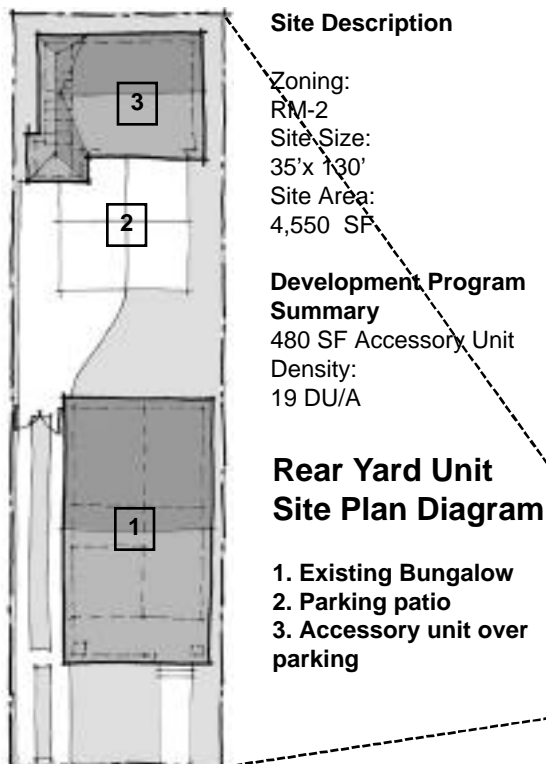 Site Description
Zoning:
RM-2
Site Size:
35'x 130'
Site Area:
4,550 SF
Development Program
Summary
480 SF Accessory Unit
Density:
19 DU/A
Rear Yard Unit
Site Plan Diagram
1. Existing Bungalow
2. Parking patio
3. Accessory unit over
parking
3
2
1